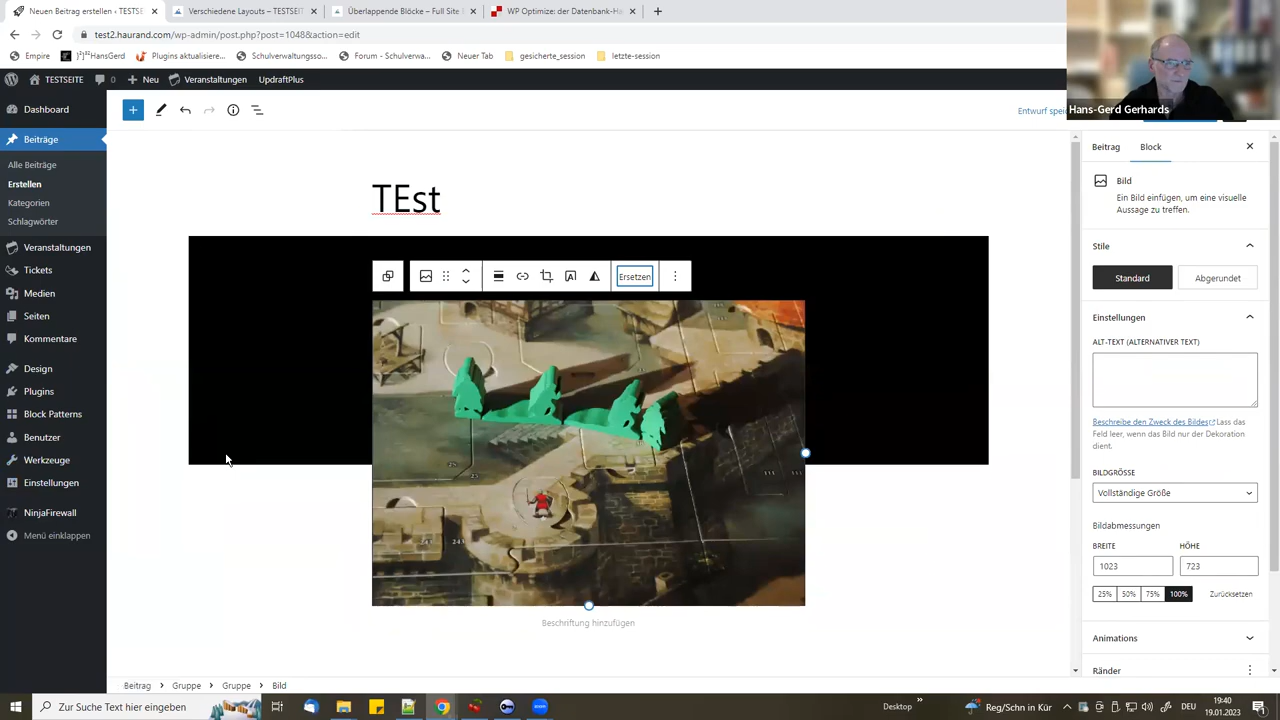 Neuen Beitrag erstellen ‹ TESTSE
Verschiedene Layouts – TESTSEIT
Überlappende Blöcke – Full Site
WP Optimize: der Datenbank-Ha
test2.haurand.com/wp-admin/post.php?post=1048&action=edit
Empire
Plugins aktualisiere...
Schulverwaltungsso...
Forum - Schulverwa...
Neuer Tab
gesicherte_session
letzte-session
TESTSEITE
0
Neu
Veranstaltungen
UpdraftPlus
Hans-Gerd Gerhards
Entwurf spei
Dashboard
Beiträge
Alle Beiträge
Erstellen
Kategorien
Schlagwörter
Veranstaltungen
Tickets
Medien
Seiten
Kommentare
Design
Plugins
Block Patterns
Benutzer
Werkzeuge
Einstellungen
NinjaFirewall
Menü einklappen
TEst
Ersetzen
243
243
Beschriftung hinzufügen
Beitrag
Block
Bild
Ein Bild einfügen, um eine visuelle
Aussage zu treffen.
Stile
Standard
Abgerundet
Einstellungen
ALT-TEXT (ALTERNATIVER TEXT)
Beschreibe den Zweck des Bildes Lass das
Feld leer, wenn das Bild nur der Dekoration
dient.
BILDGRÖSSE
Vollständige Größe
Bildabmessungen
BREITE
HÖHE
1023
723
25%
50%
75%
100%
Zurücksetzen
Animations
Ränder
Beitrag
Gruppe
Gruppe
Bild
Zur Suche Text hier eingeben
Desktop
Reg/Schn in Kür
DEU
19:40
19.01.2023
1